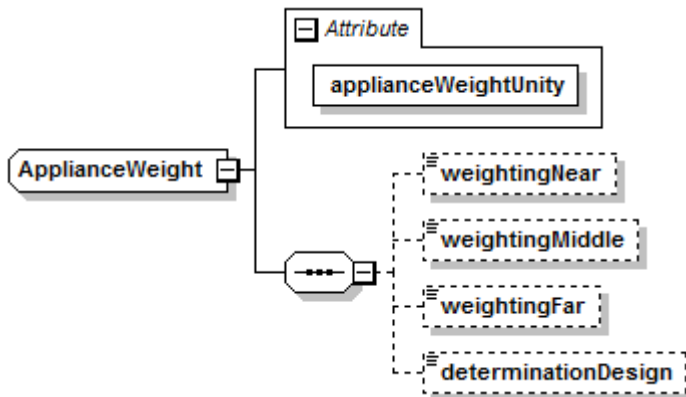 Attribute
applianceWeightUnity
ApplianceWeight
weightingNear
weightingMiddle
weightingFar
determinationDesign